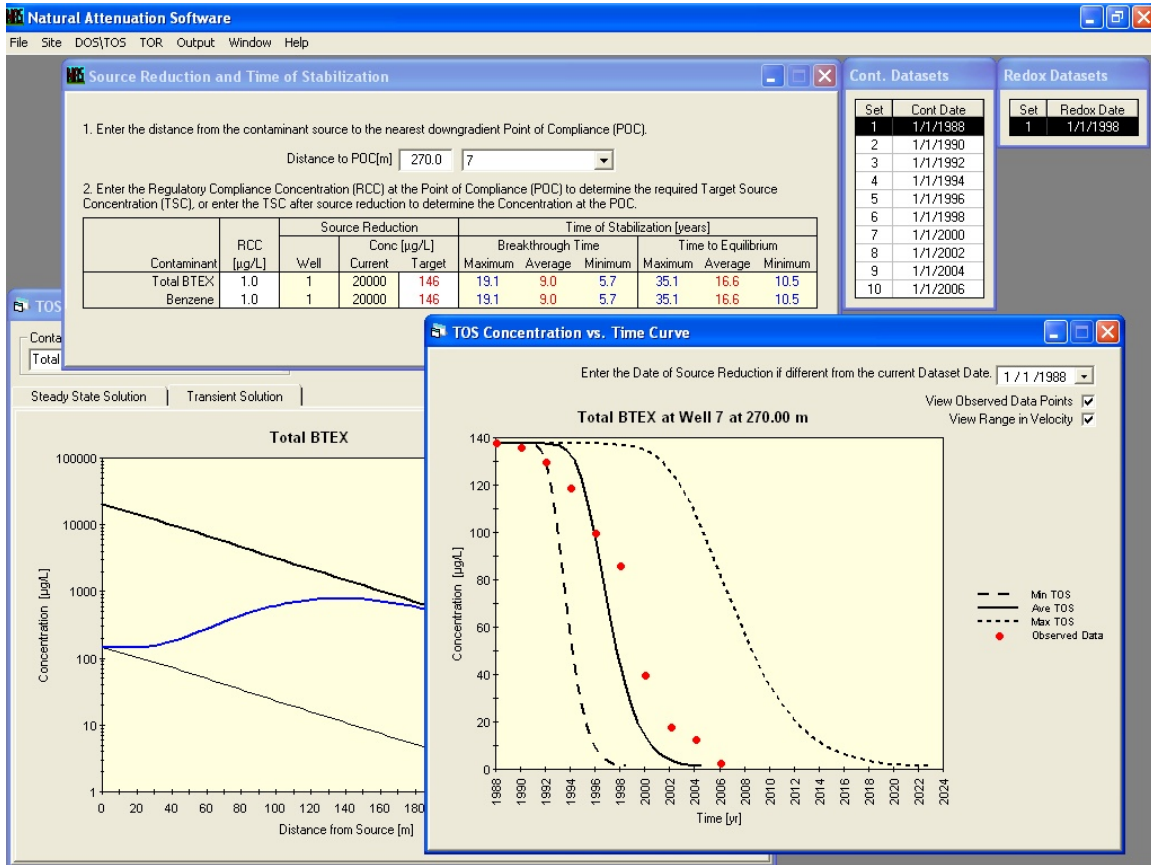 Natural Attenuation Software
File Site DOS\TOS TOR Output Window Help
Source Reduction and Time of Stabilization
1. Enter the distance from the contaminant source to the nearest downgradient Point of Compliance (POC).
Distance to POC[m] 270.0 7
2. Enter the Regulatory Compliance Concentration (RCC) at the Point of Compliance (POC) to determine the required Target Source
Concentration (TSC), or enter the TSC after source reduction to determine the Concentration at the POC.
Source Reduction Time of Stabilization [years]
RCC Conc [µg/L] Breakthrough Time Time to Equilibrium
Contaminant [µg/L] Well Current Target Maximum Average Minimum Maximum Average Minimum
Total BTEX 1.0 1 20000 146 19.1 9.0 5.7 35.1 16.6 10.5
Benzene 1.0 1 20000 146 19.1 9.0 5.7 35.1 16.6 10.5
Cont. Datasets
Set Cont Date
1 1/1/1988
2 1/1/1990
3 1/1/1992
4 1/1/1994
5 1/1/1996
6 1/1/1998
7 1/1/2000
8 1/1/2002
9 1/1/2004
10 1/1/2006
Redox Datasets
Set Redox Date
1 1/1/1998
TOS
Conta
Total
Steady State Solution Transient Solution
Total BTEX
100000
10000
1000
100
10
1
Concentration [µg/L]
0 20 40 60 80 100 120 140 160 180
Distance from Source [m]
TOS Concentration vs. Time Curve
Enter the Date of Source Reduction if different from the current Dataset Date. 1 / 1 /1988
View Observed Data Points
View Range in Velocity
Total BTEX at Well 7 at 270.00 m
140
120
100
80
60
40
20
0
Concentration [µg/L]
1988 1990 1992 1994 1996 1998 2000 2002 2004 2006 2008 2010 2012 2014 2016 2018 2020 2022 2024
Time [yr]
Min TOS
Ave TOS
Max TOS
Observed Data